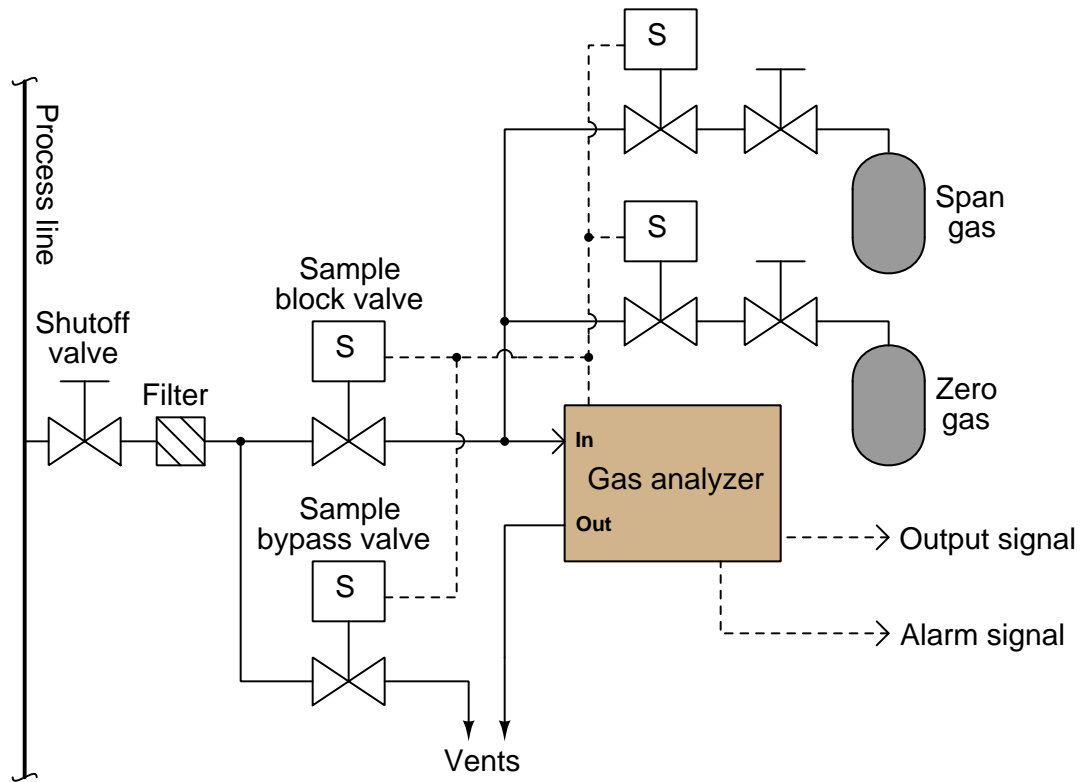 S
Process line
S
Span
gas
Sample
block valve
Shutoff
valve
S
Filter
Zero
gas
In
Gas analyzer
Sample
bypass valve
Out
Output signal
S
Alarm signal
Vents